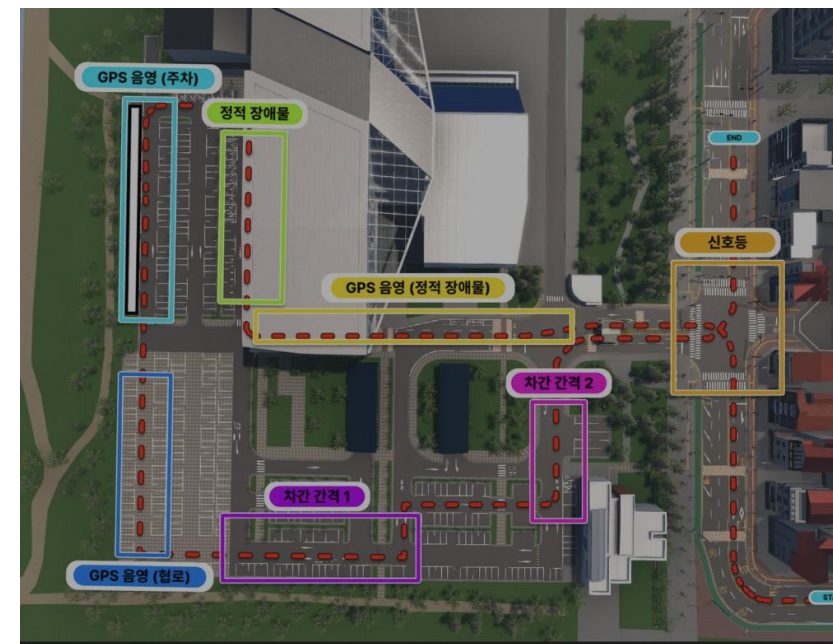 GPS 음영 (주차)
정적 장애물
END
신호등
GPS 음영 (정적 장애물)
차간 간격 2
차간 간격 1
GPS 음영 (협로)